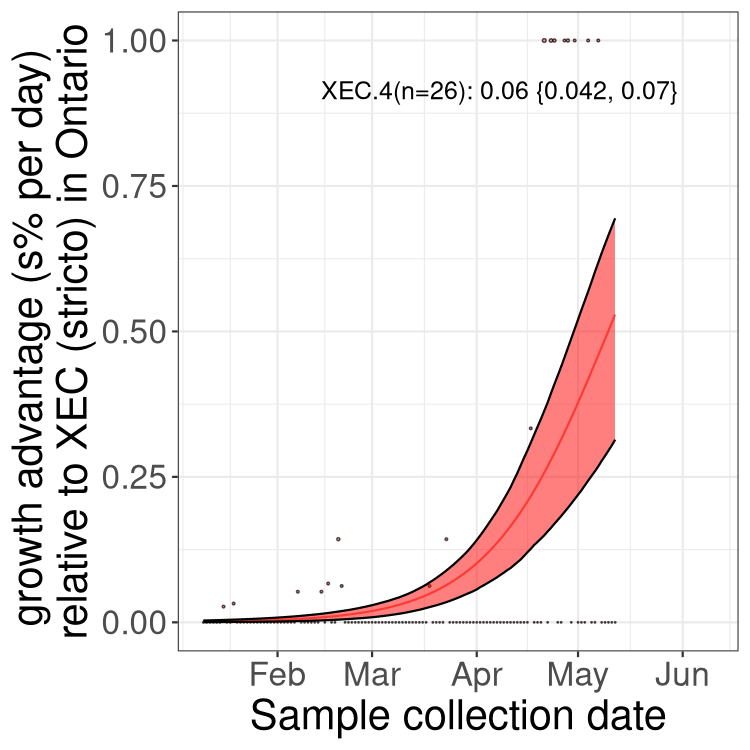 growth advantage (s% per day)
relative to XEC (stricto) in Ontario
1.00
0.75
0.50
0.25
0.00
XEC.4(n=26): 0.06 {0.042, 0.07}
Feb Mar Apr May Jun
Sample collection date